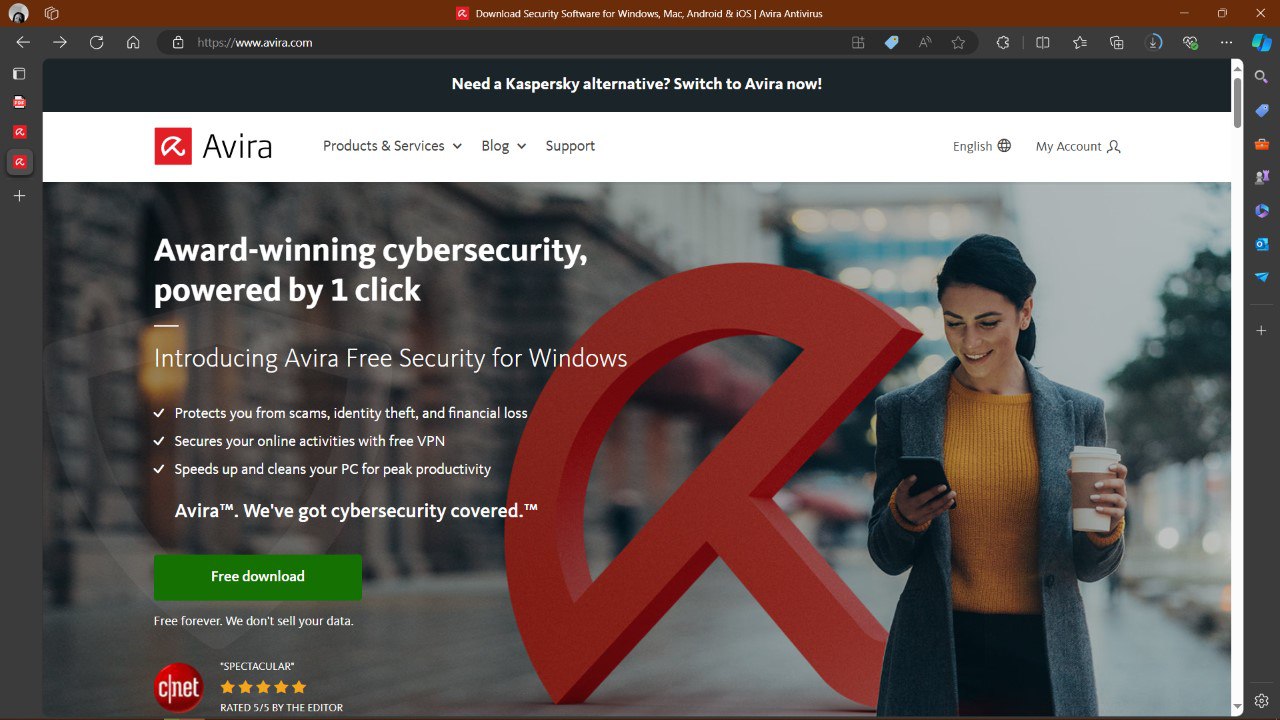 Download Security Software for Windows, Mac, Android & iOS | Avira Antivirus
https://www.avira.com
Need a Kaspersky alternative? Switch to Avira now!
Avira
Products & Services
Blog
Support
English
My Account
Award-winning cybersecurity,
powered by 1 click
Introducing Avira Free Security for Windows
Protects you from scams, identity theft, and financial loss
Secures your online activities with free VPN
Speeds up and cleans your PC for peak productivity
Avira™. We've got cybersecurity covered.™
Free download
Free forever. We don't sell your data.
c|net
"SPECTACULAR"
RATED 5/5 BY THE EDITOR